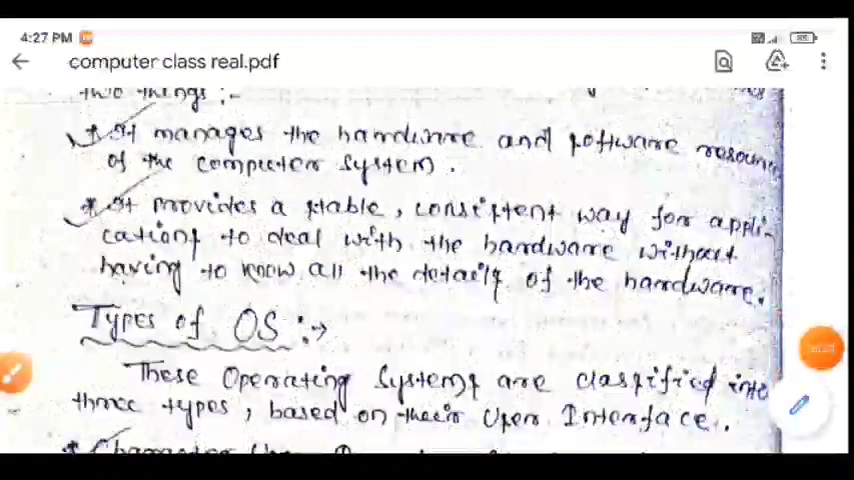 4:27 PM
computer class real.pdf
two things :-
* It manages the hardware and software resource
of the computer system.
* It provides a stable, consistent way for appli-
cations to deal with the hardware without
having to know all the details of the hardware.
Types of OS :→
These Operating Systems are classified into
three types, based on their User Interface.
* Character User